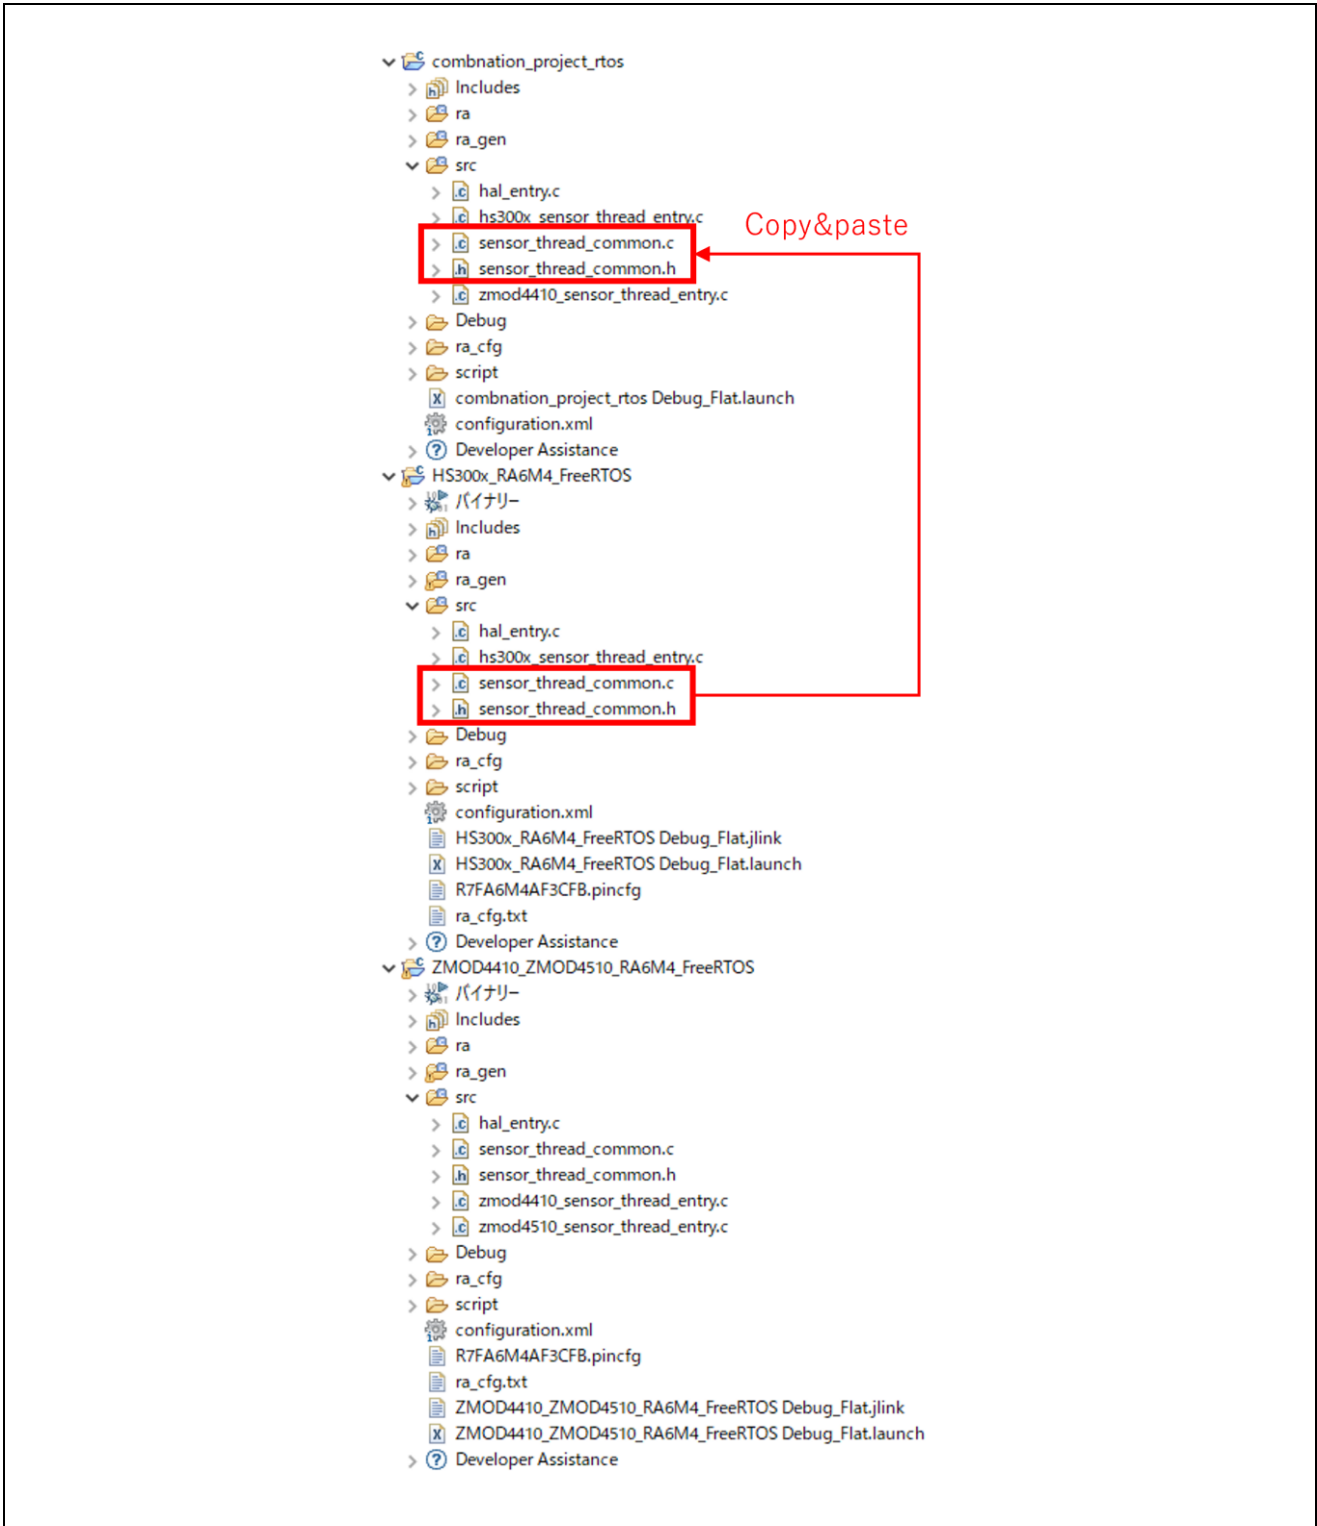 combnation_project_rtos
Includes
ra
ra_gen
src
hal_entry.c
hs300x_sensor_thread_entry.c
Copy&paste
sensor_thread_common.c
sensor_thread_common.h
zmod4410_sensor_thread_entry.c
Debug
ra_cfg
script
combnation_project_rtos Debug_Flat.launch
configuration.xml
Developer Assistance
HS300x_RA6M4_FreeRTOS
バイナリー
Includes
ra
ra_gen
src
hal_entry.c
hs300x_sensor_thread_entry.c
sensor_thread_common.c
sensor_thread_common.h
Debug
ra_cfg
script
configuration.xml
HS300x_RA6M4_FreeRTOS Debug_Flat.jlink
HS300x_RA6M4_FreeRTOS Debug_Flat.launch
R7FA6M4AF3CFB.pincfg
ra_cfg.txt
Developer Assistance
ZMOD4410_ZMOD4510_RA6M4_FreeRTOS
バイナリー
Includes
ra
ra_gen
src
hal_entry.c
sensor_thread_common.c
sensor_thread_common.h
zmod4410_sensor_thread_entry.c
zmod4510_sensor_thread_entry.c
Debug
ra_cfg
script
configuration.xml
R7FA6M4AF3CFB.pincfg
ra_cfg.txt
ZMOD4410_ZMOD4510_RA6M4_FreeRTOS Debug_Flat.jlink
ZMOD4410_ZMOD4510_RA6M4_FreeRTOS Debug_Flat.launch
Developer Assistance